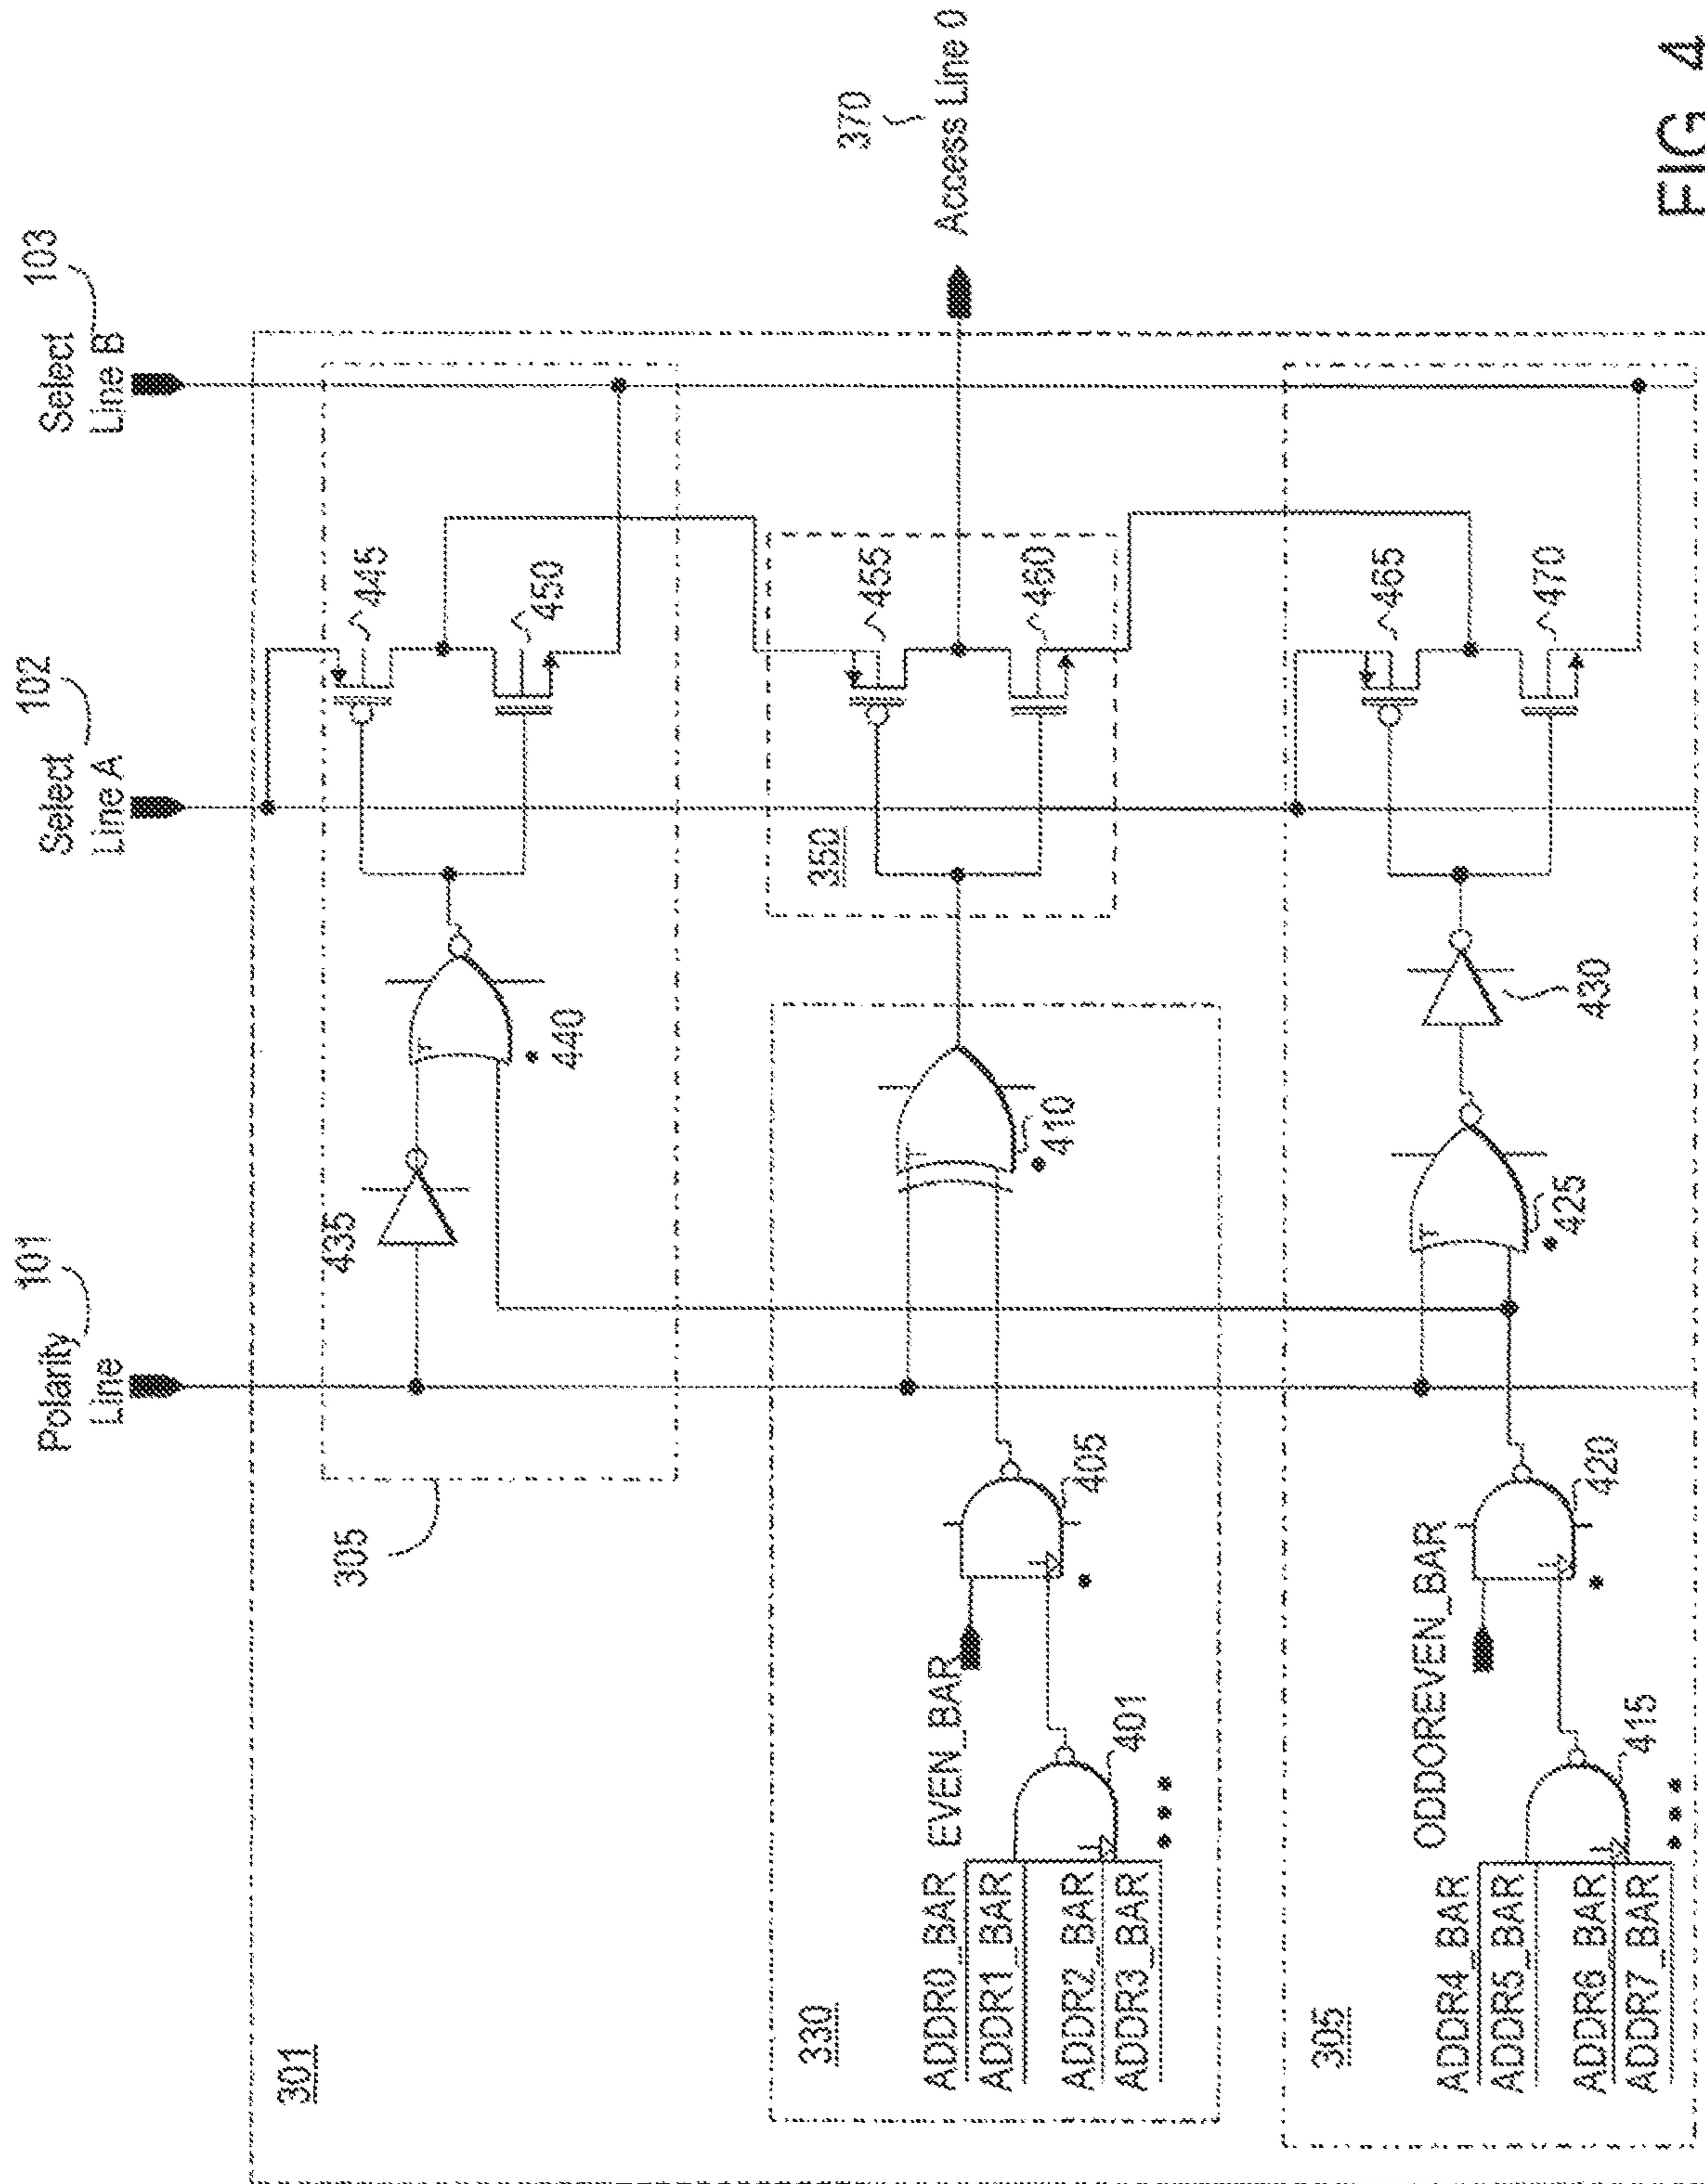 Polarity
Line
101
Select
Line A
102
Select
Line B
103
301
305
435
440
445
450
330
ADDR0_BAR
ADDR1_BAR
ADDR2_BAR
ADDR3_BAR
EVEN_BAR
401
405
410
350
455
460
370
Access Line 0
305
ADDR4_BAR
ADDR5_BAR
ADDR6_BAR
ADDR7_BAR
ODDOREVEN_BAR
415
420
425
430
465
470
FIG 4